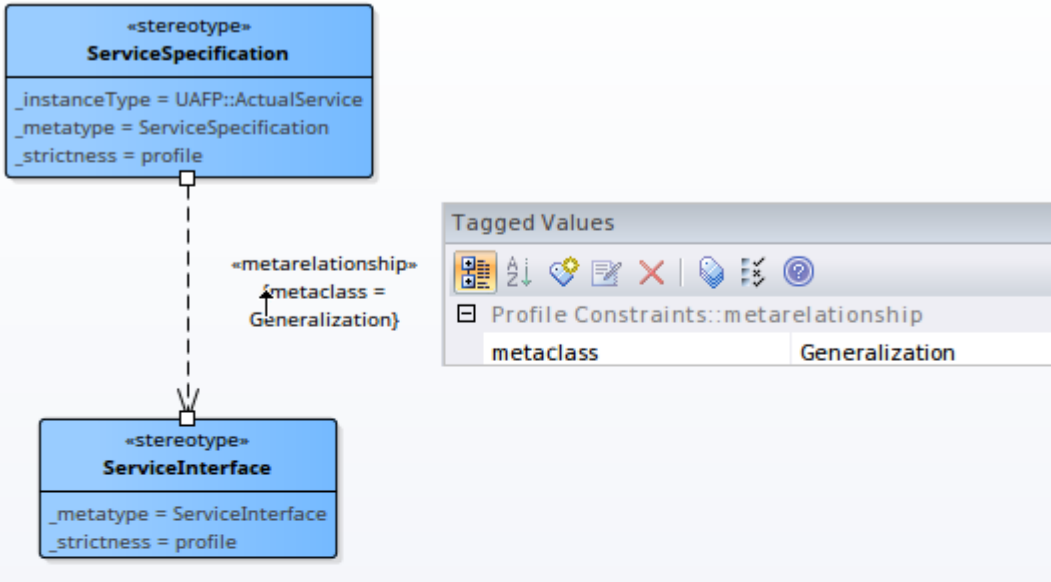 «stereotype»
ServiceSpecification
_instanceType = UAFP::ActualService
_metatype = ServiceSpecification
_strictness = profile
«metarelationship»
{metaclass =
Generalization}
Tagged Values
Profile Constraints::metarelationship
metaclass Generalization
«stereotype»
ServiceInterface
_metatype = ServiceInterface
_strictness = profile